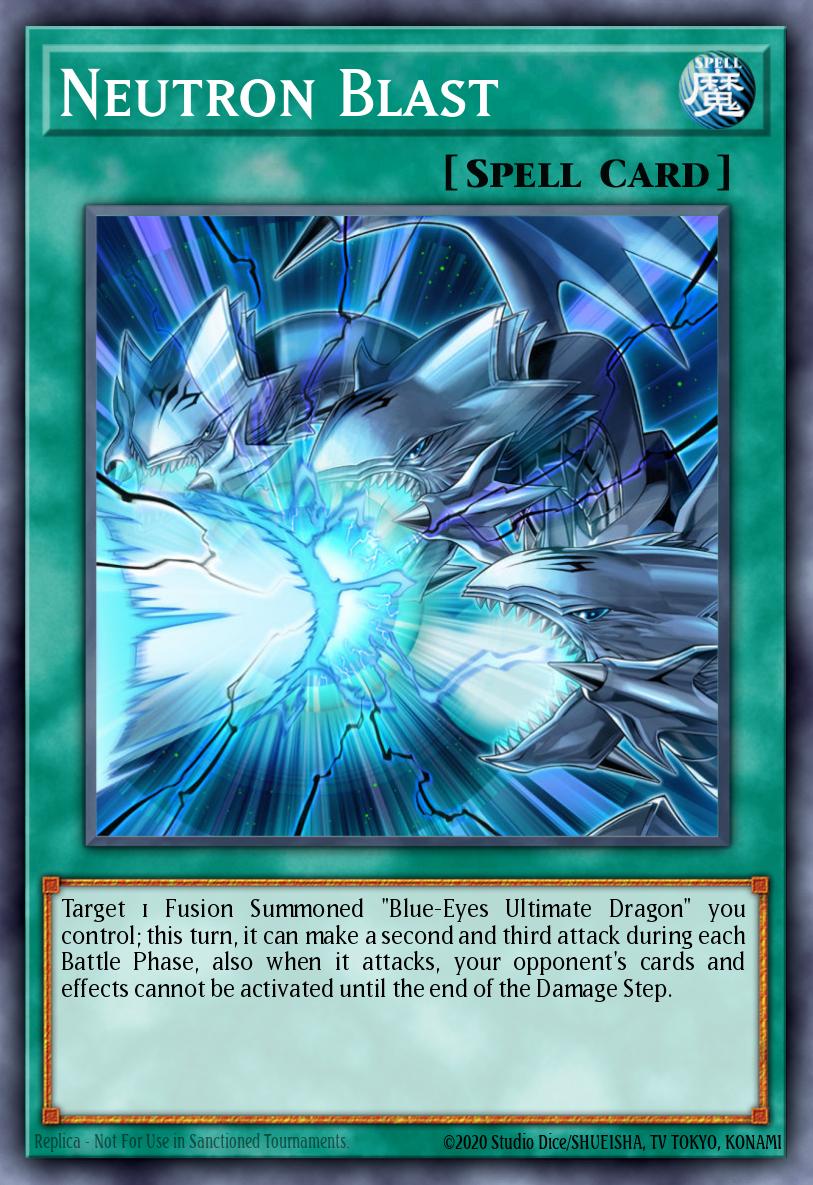 Neutron Blast
SPELL
魔
[Spell Card]
Target 1 Fusion Summoned "Blue-Eyes Ultimate Dragon" you
control; this turn, it can make a second and third attack during each
Battle Phase, also when it attacks, your opponent's cards and
effects cannot be activated until the end of the Damage Step.
Replica - Not For Use in Sanctioned Tournaments.
©2020 Studio Dice/SHUEISHA, TV TOKYO, KONAMI